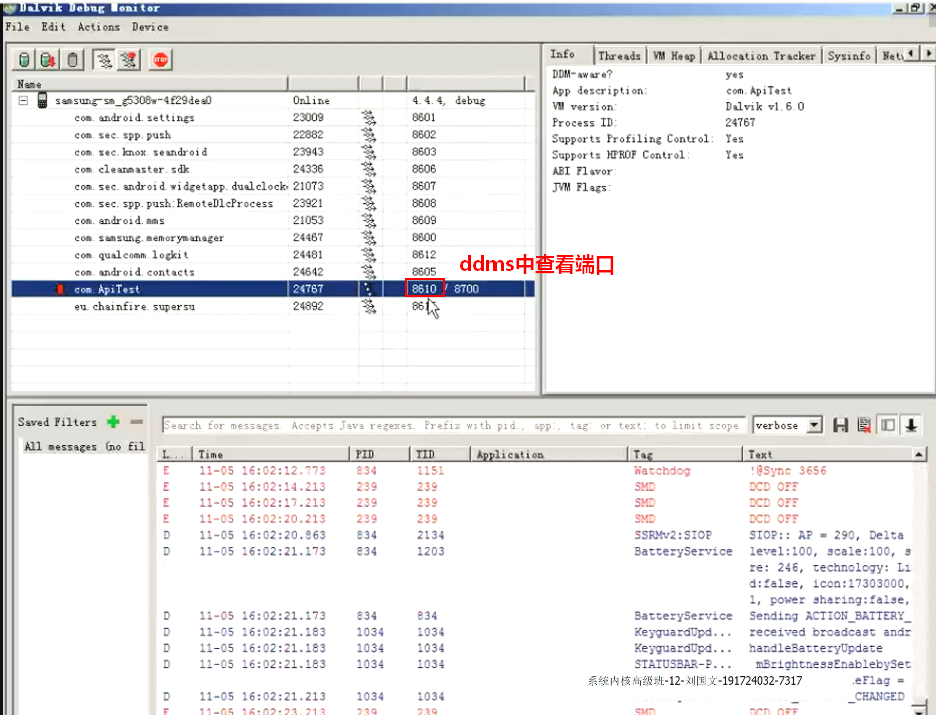 Dalvik Debug Monitor
File Edit Actions Device
Info Threads VM Heap Allocation Tracker Sysinfo Net
Name
samsung-sm_g5308w-4f29dea0 Online 4.4.4, debug
com.android.settings 23009 8601
com.sec.spp.push 22882 8602
com.sec.knox.seandroid 23943 8603
com.cleanmaster.sdk 24336 8606
com.sec.android.widgetapp.dualclock 21073 8607
com.sec.spp.push:RemoteDlcProcess 23921 8608
com.android.mms 21053 8609
com.samsung.memorymanager 24467 8600
com.qualcomm.logkit 24481 8612
com.android.contacts 24642 8605
com.ApiTest 24767 8610 / 8700
eu.chainfire.supersu 24892
ddms中查看端口
DDM-aware? yes
App description: com.ApiTest
VM version: Dalvik v1.6.0
Process ID: 24767
Supports Profiling Control: Yes
Supports HPROF Control: Yes
ABI Flavor:
JVM Flags:
Saved Filters
All messages (no fil
Search for messages. Accepts Java regexes. Prefix with pid:, app:, tag: or text: to limit scope
verbose
L... Time PID TID Application Tag Text
E 11-05 16:02:12.773 834 1151 Watchdog !@Sync 3656
E 11-05 16:02:14.213 239 239 SMD DCD OFF
E 11-05 16:02:17.213 239 239 SMD DCD OFF
E 11-05 16:02:20.213 239 239 SMD DCD OFF
D 11-05 16:02:20.863 834 2134 SSRMv2:SIOP SIOP:: AP = 290, Delta
D 11-05 16:02:21.173 834 1203 BatteryService level:100, scale:100, s
re: 246, technology: Li
d:false, icon:17303000,
1, power sharing:false,
D 11-05 16:02:21.173 834 834 BatteryService Sending ACTION_BATTERY_
D 11-05 16:02:21.183 1034 1034 KeyguardUpd... received broadcast andr
D 11-05 16:02:21.183 1034 1034 KeyguardUpd... handleBatteryUpdate
D 11-05 16:02:21.183 1034 1034 STATUSBAR-P... mBrightnessEnablebySet
系统内核高级班-12-刘国文-191724032-7317 .eFlag =
D 11-05 16:02:21.213 1034 1034 _CHANGED
E 11-05 16:02:23.213 239 239 SMD DCD OFF